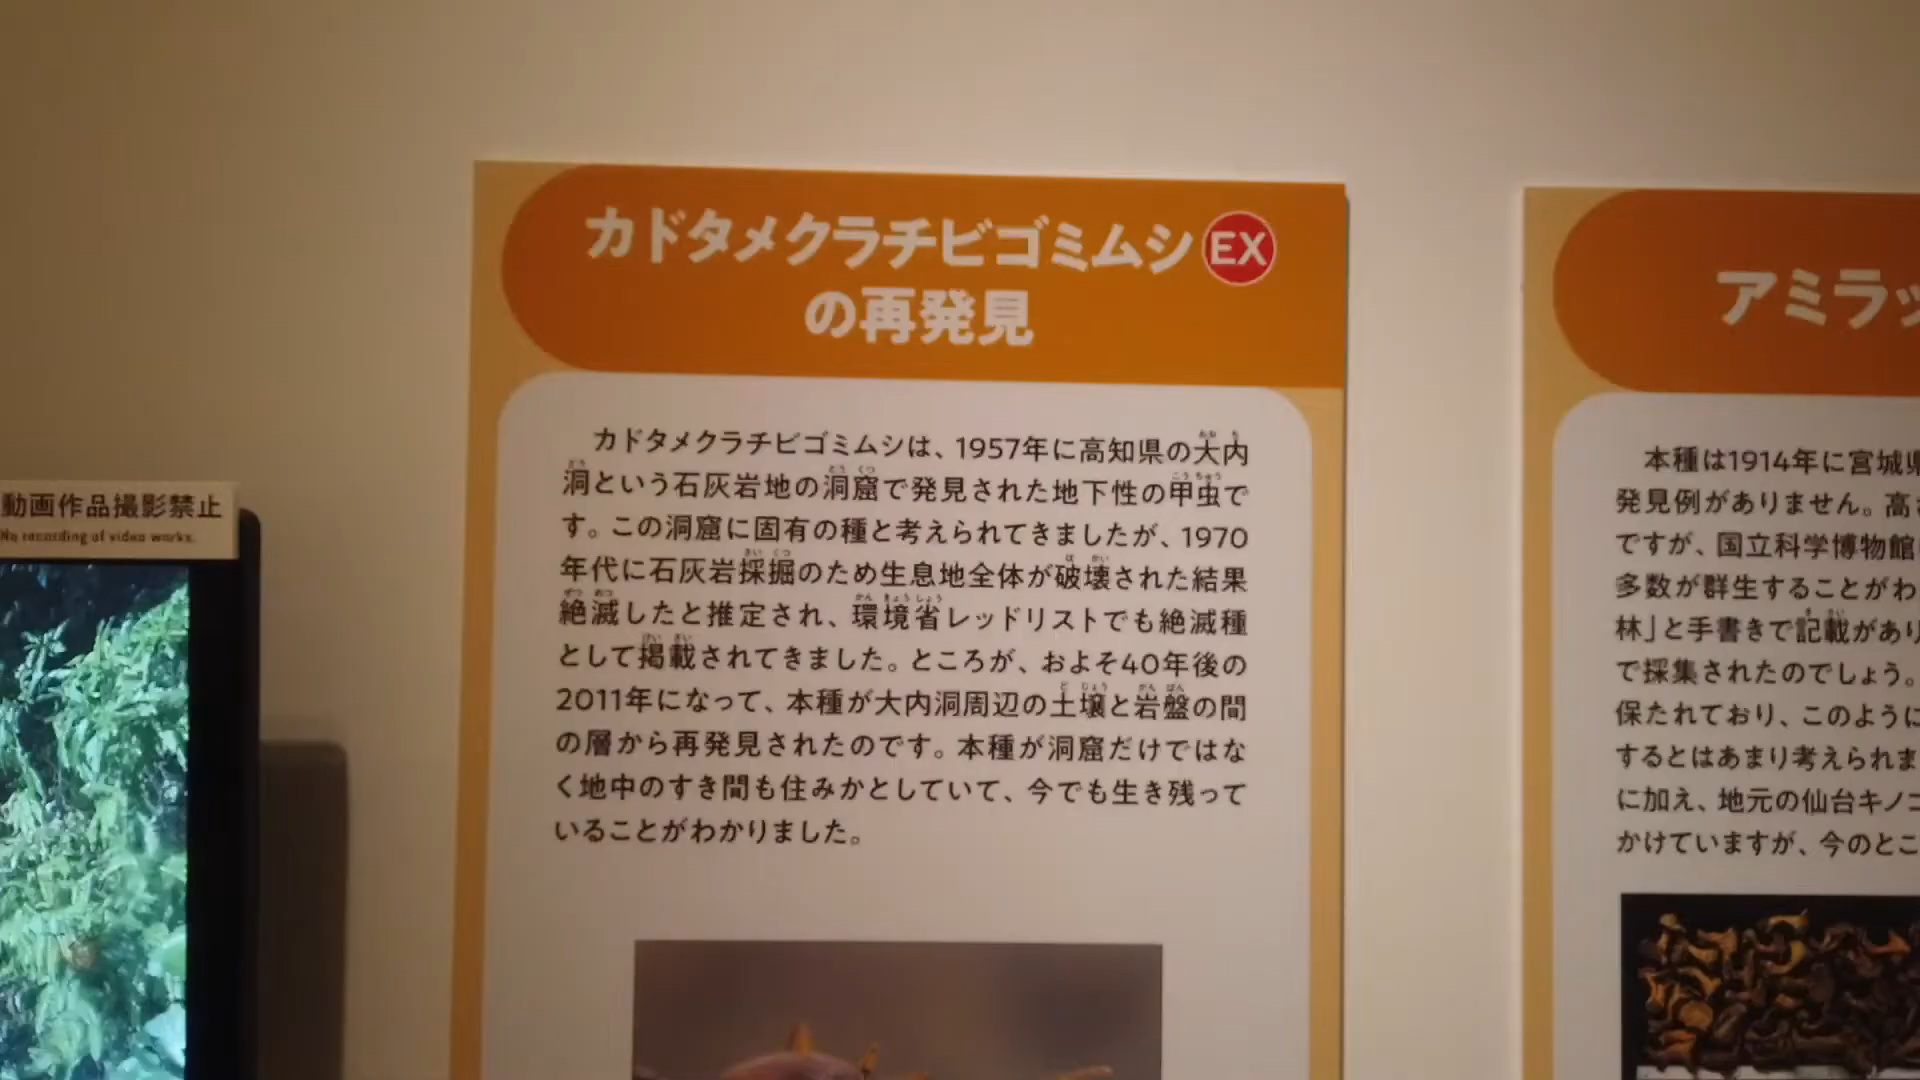 動画作品撮影禁止
No recording of video works.
カドタメクラチビゴミムシ EX
の再発見
カドタメクラチビゴミムシは、1957年に高知県の大内
洞という石灰岩地の洞窟で発見された地下性の甲虫で
す。この洞窟に固有の種と考えられてきましたが、1970
年代に石灰岩採掘のため生息地全体が破壊された結果
絶滅したと推定され、環境省レッドリストでも絶滅種
として掲載されてきました。ところが、およそ40年後の
2011年になって、本種が大内洞周辺の土壌と岩盤の間
の層から再発見されたのです。本種が洞窟だけではな
く地中のすき間も住みかとしていて、今でも生き残って
いることがわかりました。
アミラッ
本種は1914年に宮城県
発見例がありません。高さ
ですが、国立科学博物館
多数が群生することがわ
林」と手書きで記載があり
で採集されたのでしょう。
保たれており、このように
するとはあまり考えられま
に加え、地元の仙台キノコ
かけていますが、今のとこ